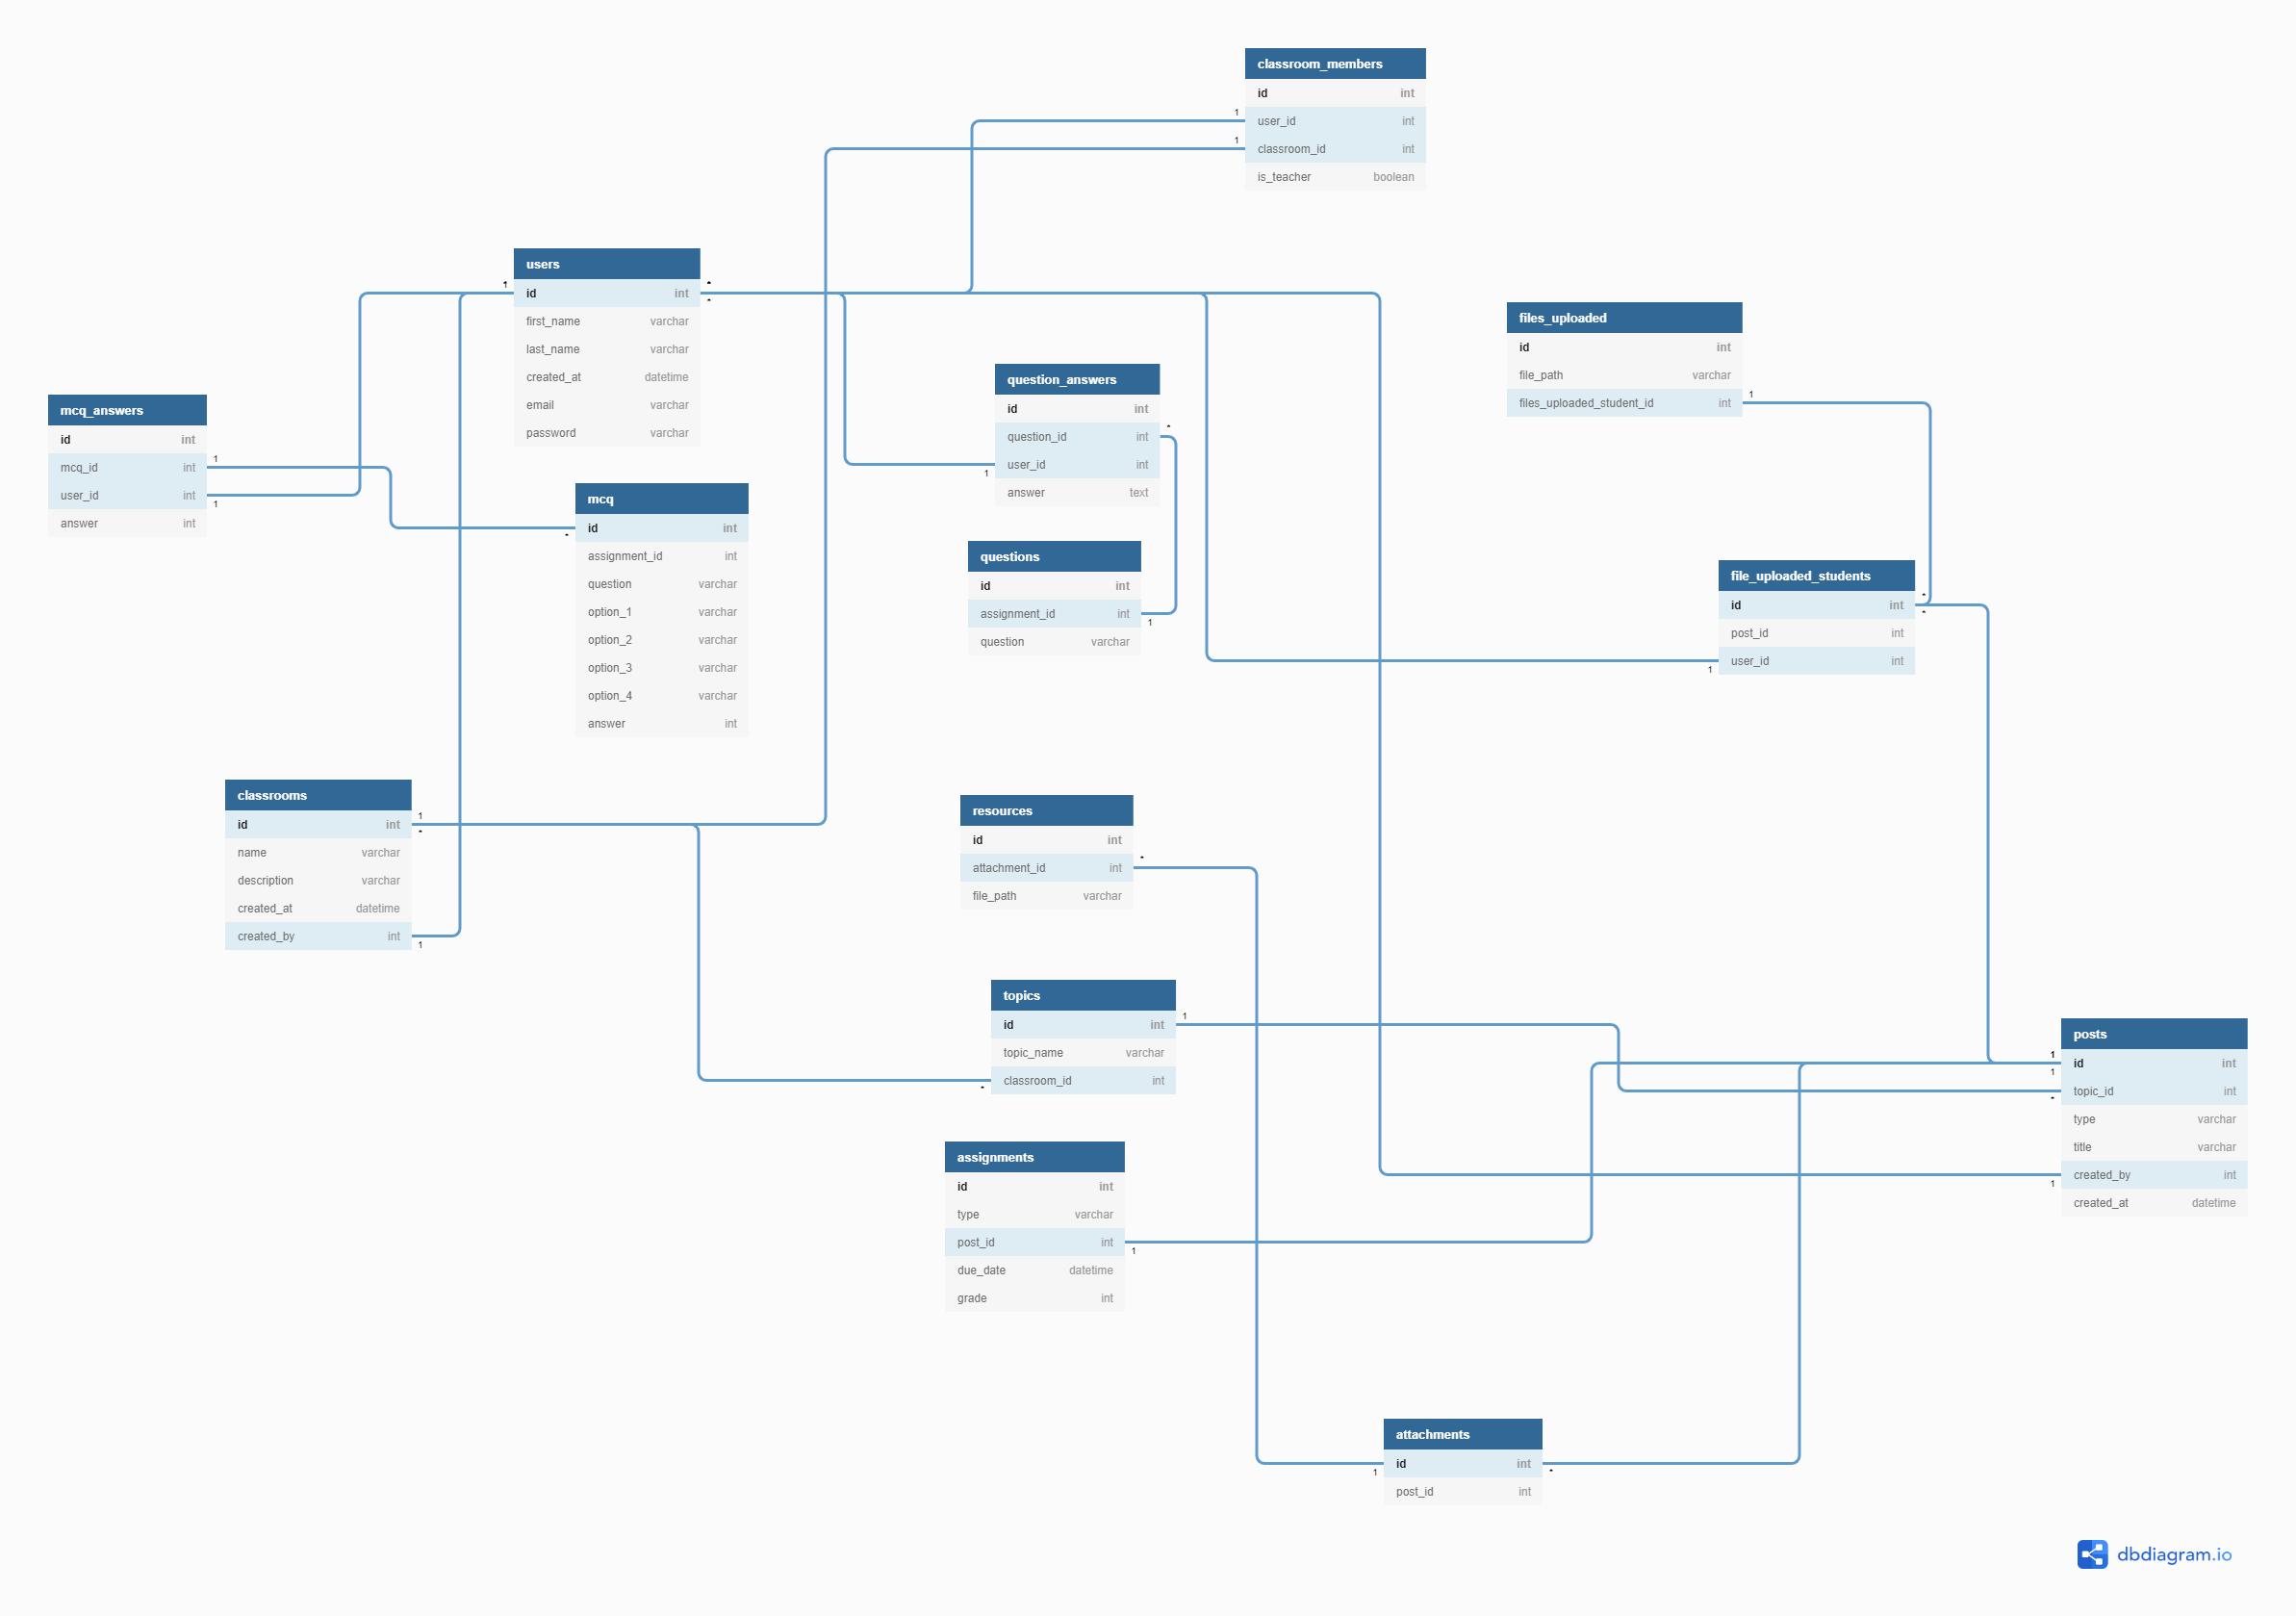 classroom_members
id int
1 user_id int
1 classroom_id int
is_teacher boolean
users
1 * id int *
*
first_name varchar
last_name varchar
created_at datetime
email varchar
password varchar
files_uploaded
id int
file_path varchar
files_uploaded_student_id int 1
question_answers
id int
question_id int *
1 user_id int
answer text
mcq_answers
id int
mcq_id int 1
user_id int 1
answer int
mcq
* id int
assignment_id int
question varchar
option_1 varchar
option_2 varchar
option_3 varchar
option_4 varchar
answer int
questions
id int
assignment_id int 1
question varchar
file_uploaded_students
id int *
*
post_id int
1 user_id int
classrooms
id int 1
*
name varchar
description varchar
created_at datetime
created_by int 1
resources
id int
attachment_id int *
file_path varchar
topics
id int 1
topic_name varchar
* classroom_id int
posts
1 id int
1
* topic_id int
type varchar
title varchar
1 created_by int
created_at datetime
assignments
id int
type varchar
post_id int 1
due_date datetime
grade int
attachments
1 id int *
post_id int
dbdiagram.io